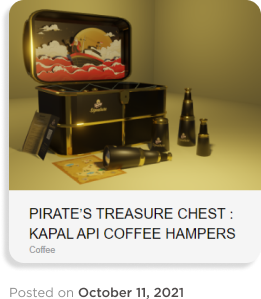 PIRATE'S TREASURE CHEST :
KAPAL API COFFEE HAMPERS
Coffee
Posted on October 11, 2021